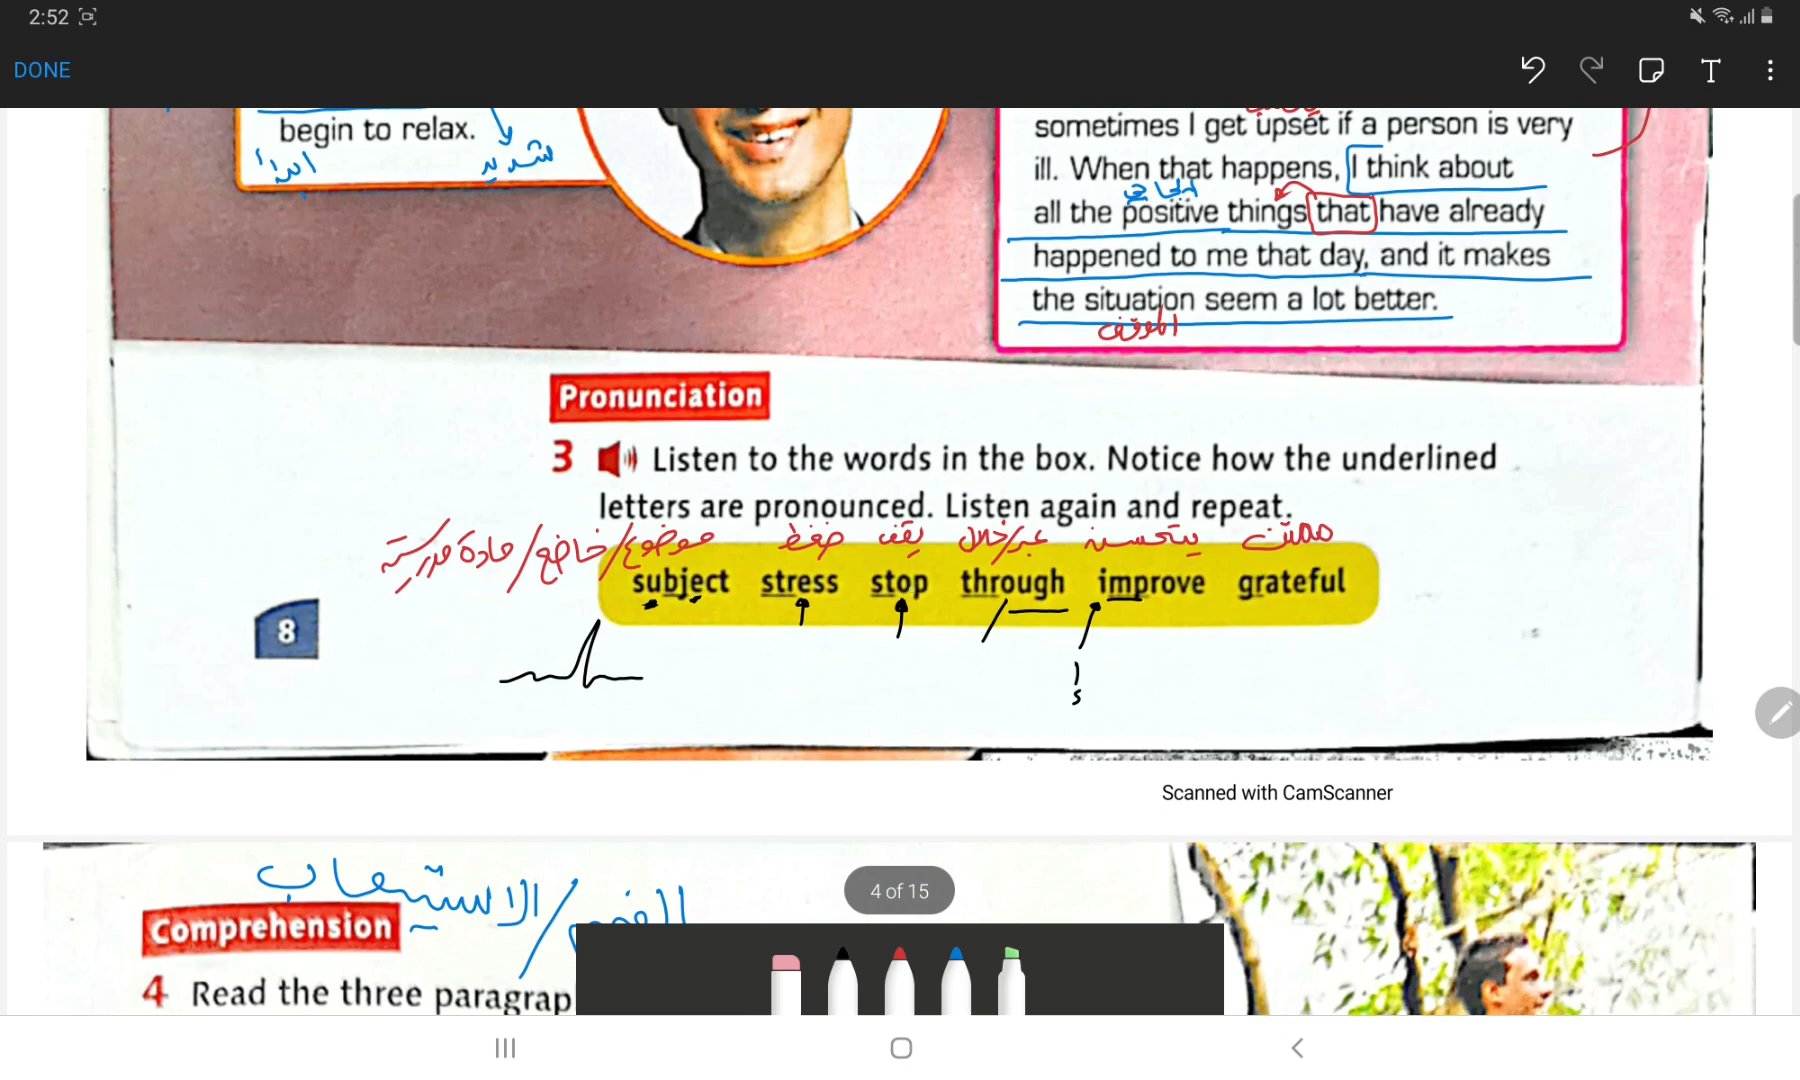 2:52
DONE
T
begin to relax.
ابدأ
شديد
sometimes I get upset if a person is very
ill. When that happens, I think about
ايجابي
all the positive things that have already
happened to me that day, and it makes
the situation seem a lot better.
الموقف
Pronunciation
3 Listen to the words in the box. Notice how the underlined
letters are pronounced. Listen again and repeat.
موضوع/خاضع/مادة مدرسية ضغط يقف عبر/خلال يتحسن ممتن
subject stress stop through improve grateful
8
Scanned with CamScanner
الفهم/الاستيعاب
Comprehension
4 of 15
4 Read the three paragrap